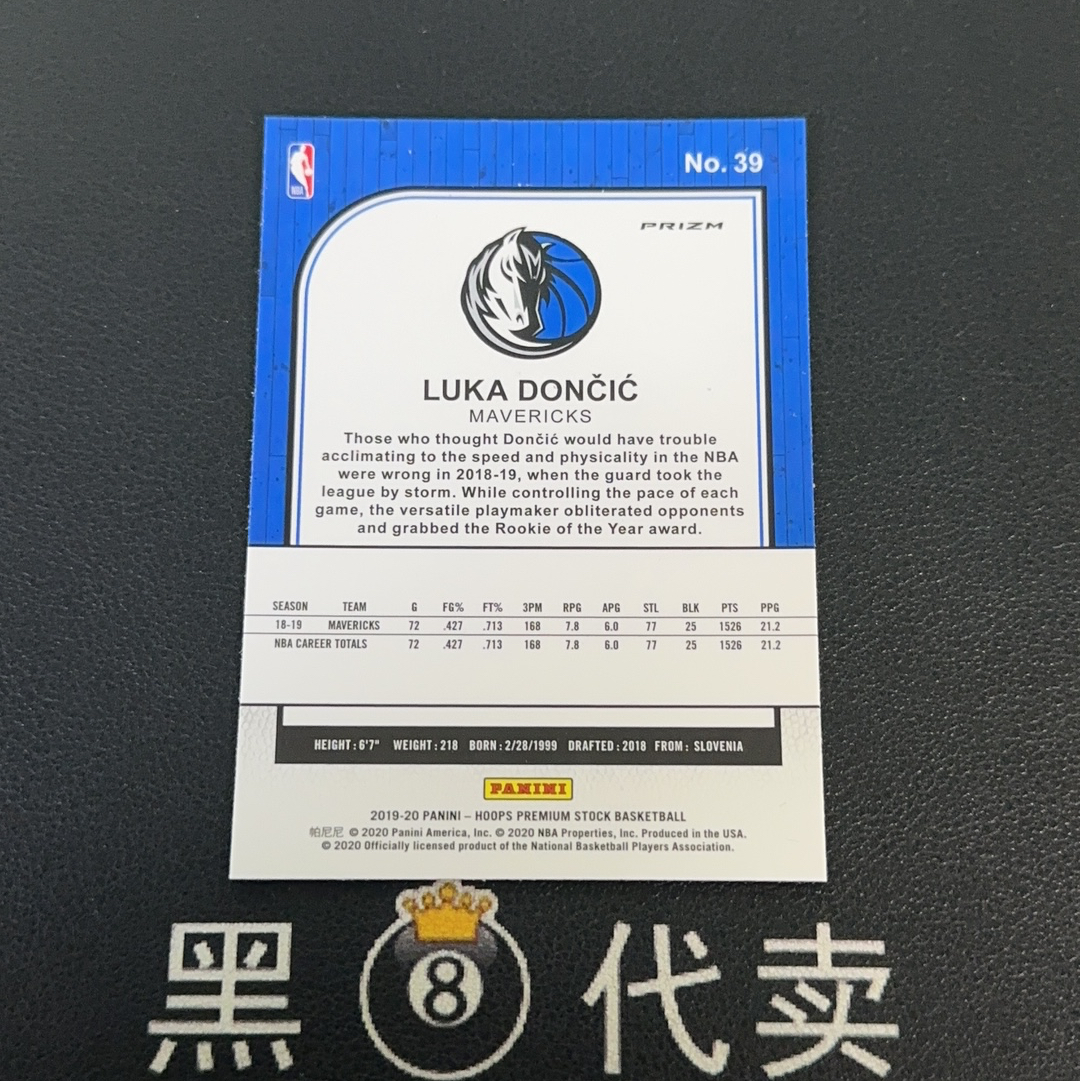 No. 39
NBA
PRIZM
LUKA DONČIĆ
MAVERICKS
Those who thought Dončić would have trouble
acclimating to the speed and physicality in the NBA
were wrong in 2018-19, when the guard took the
league by storm. While controlling the pace of each
game, the versatile playmaker obliterated opponents
and grabbed the Rookie of the Year award.
SEASON TEAM G FG% FT% 3PM RPG APG STL BLK PTS PPG
18-19 MAVERICKS 72 .427 .713 168 7.8 6.0 77 25 1526 21.2
NBA CAREER TOTALS 72 .427 .713 168 7.8 6.0 77 25 1526 21.2
HEIGHT: 6'7" WEIGHT: 218 BORN: 2/28/1999 DRAFTED: 2018 FROM: SLOVENIA
PANINI
2019-20 PANINI – HOOPS PREMIUM STOCK BASKETBALL
帕尼尼 © 2020 Panini America, Inc. © 2020 NBA Properties, Inc. Produced in the USA.
© 2020 Officially licensed product of the National Basketball Players Association.
黑8代卖